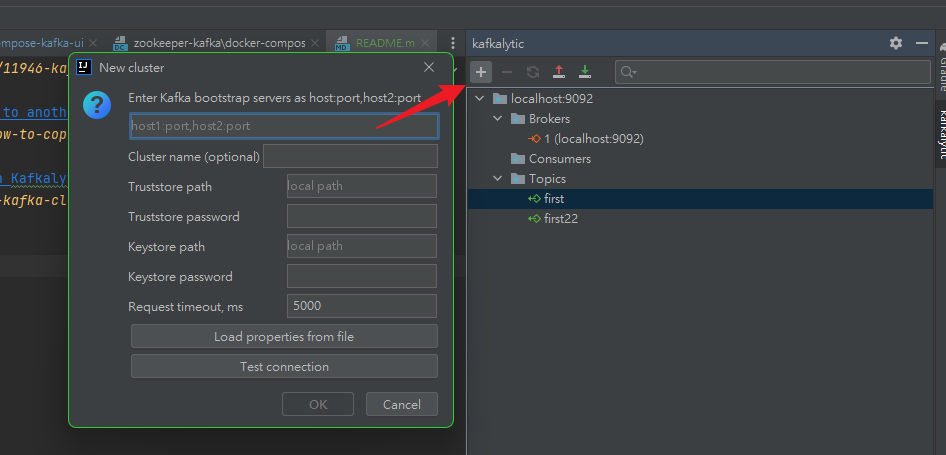 ompose-kafka-ui
zookeeper-kafka\docker-compos
README.m
kafkalytic
/11946-ka
to anoth
ow-to-cop
Kafkaly
-kafka-cl
New cluster
Enter Kafka bootstrap servers as host:port,host2:port
host1:port,host2:port
Cluster name (optional)
Truststore path
local path
Truststore password
Keystore path
local path
Keystore password
Request timeout, ms
5000
Load properties from file
Test connection
OK
Cancel
localhost:9092
Brokers
1 (localhost:9092)
Consumers
Topics
first
first22
Gradle
kafkalytic